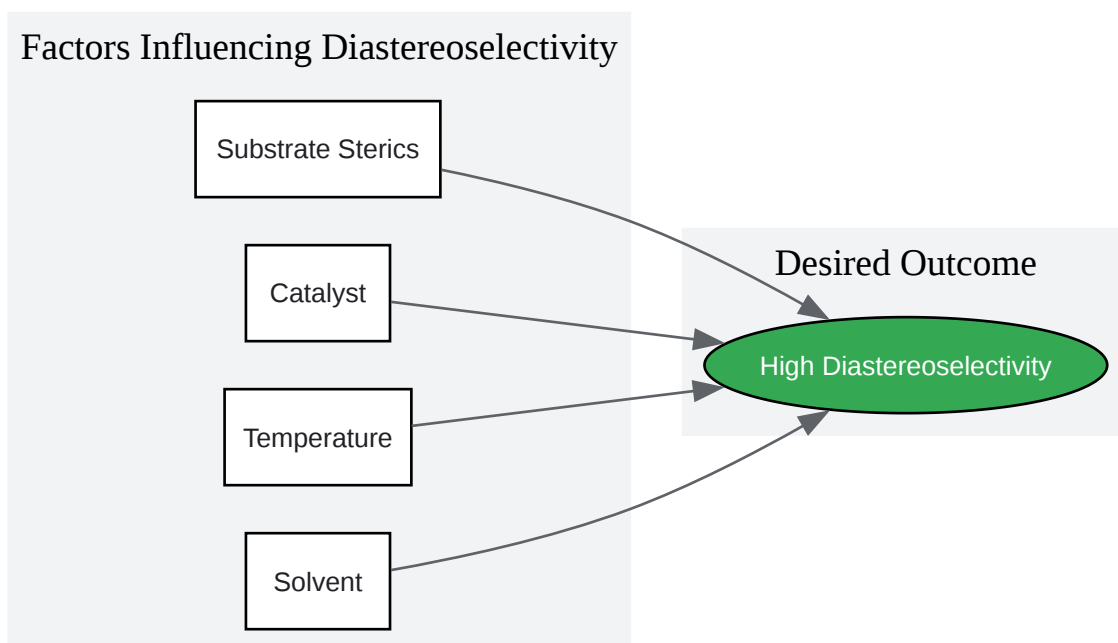 Factors Influencing Diastereoselectivity
Substrate Sterics
Catalyst
Temperature
Solvent
Desired Outcome
High Diastereoselectivity